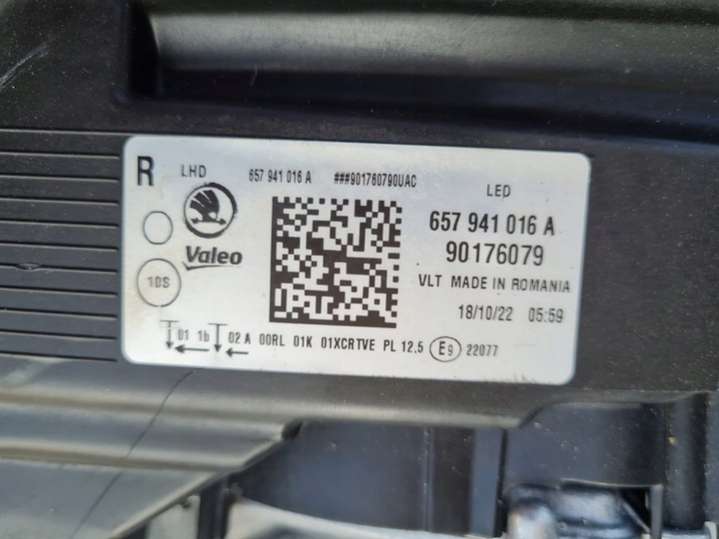 R LHD 657 941 016 A ###901760790UAC LED
657 941 016 A
Valeo 90176079
10S VLT MADE IN ROMANIA
18/10/22 05:59
01 1b 02 A 00RL 01K 01XCRTVE PL 12.5 E9 22077